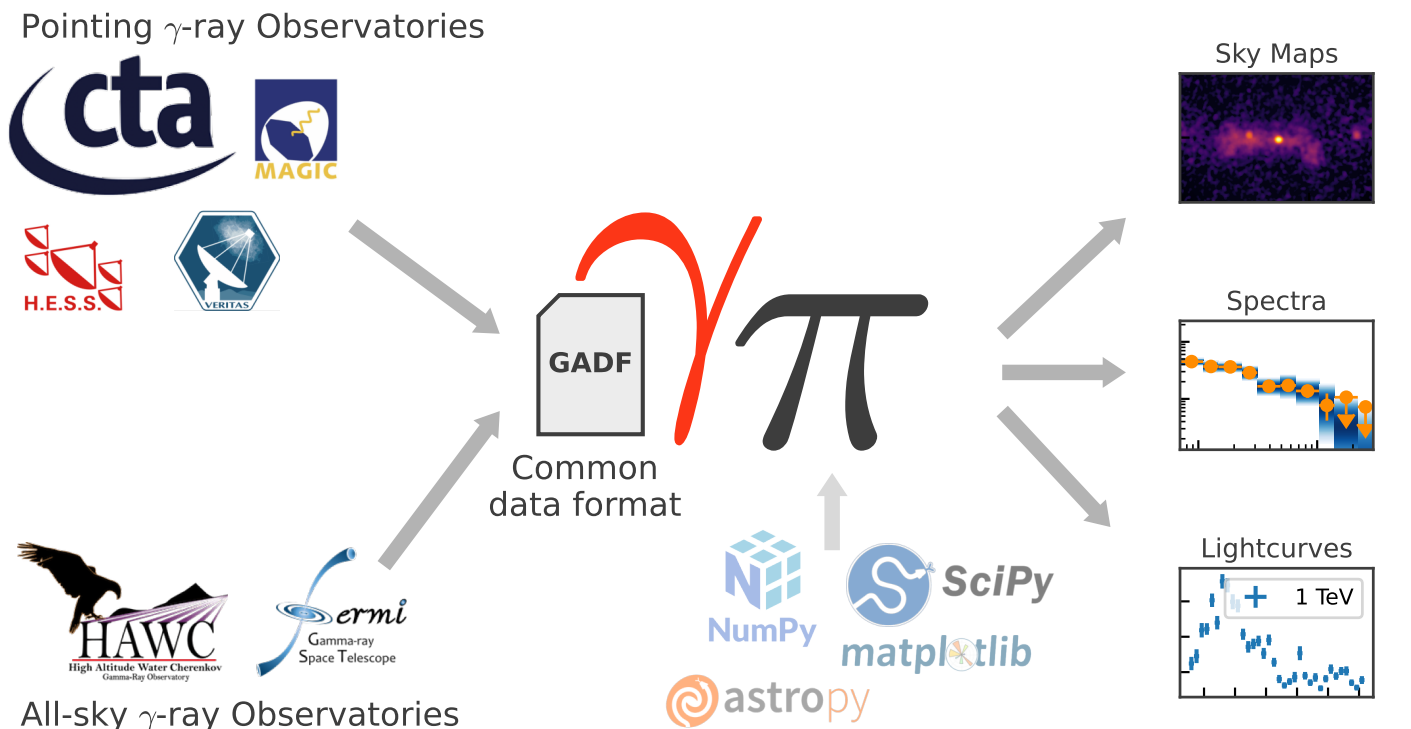 Pointing γ-ray Observatories
cta
MAGIC
H.E.S.S.
VERITAS
GADF
γπ
Common
data format
HAWC
High Altitude Water Cherenkov
Gamma-Ray Observatory
Fermi
Gamma-ray
Space Telescope
All-sky γ-ray Observatories
N
NumPy
SciPy
matplotlib
astropy
Sky Maps
Spectra
Lightcurves
1 TeV